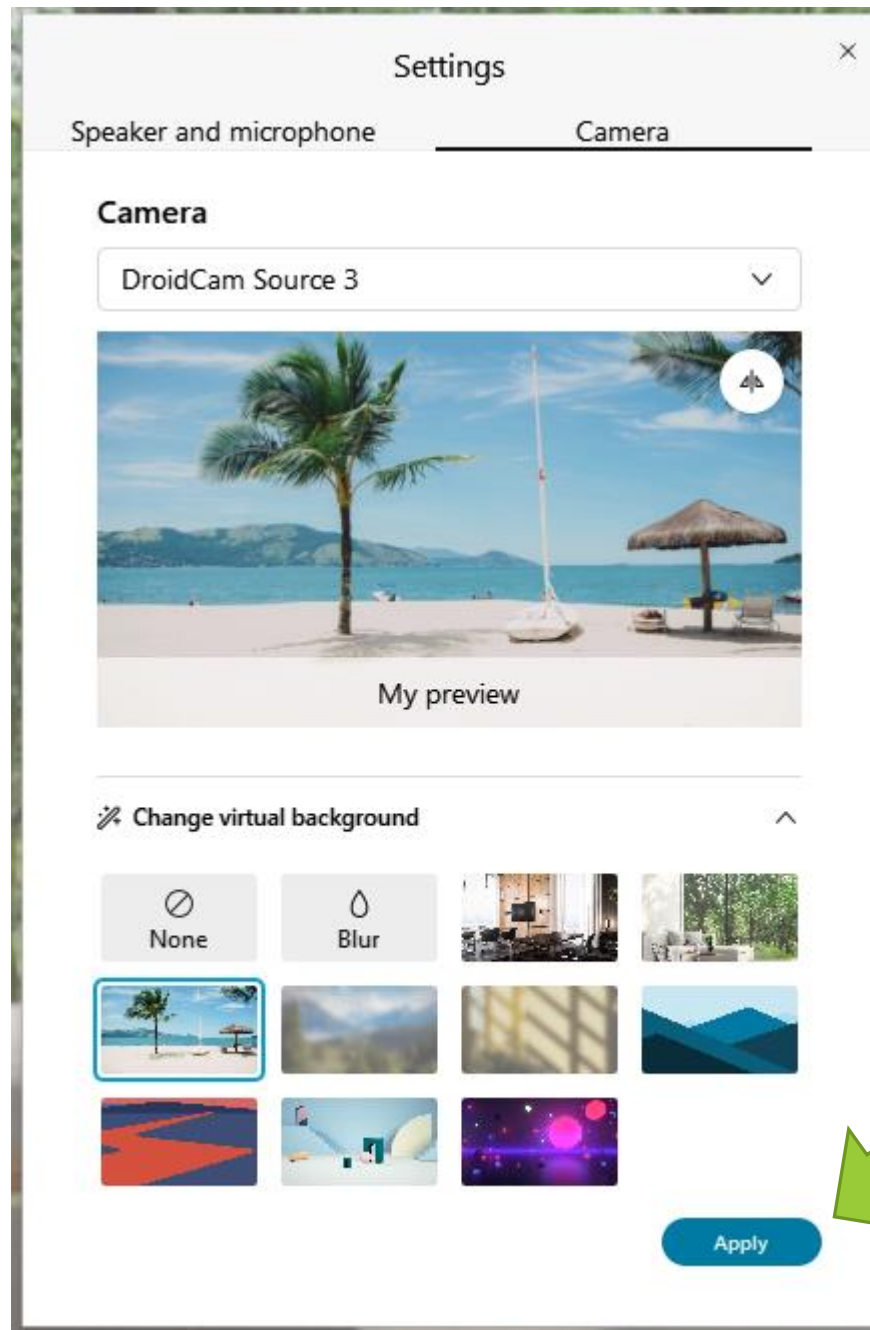 Settings
Speaker and microphone
Camera
Camera
DroidCam Source 3
My preview
Change virtual background
None
Blur
Apply